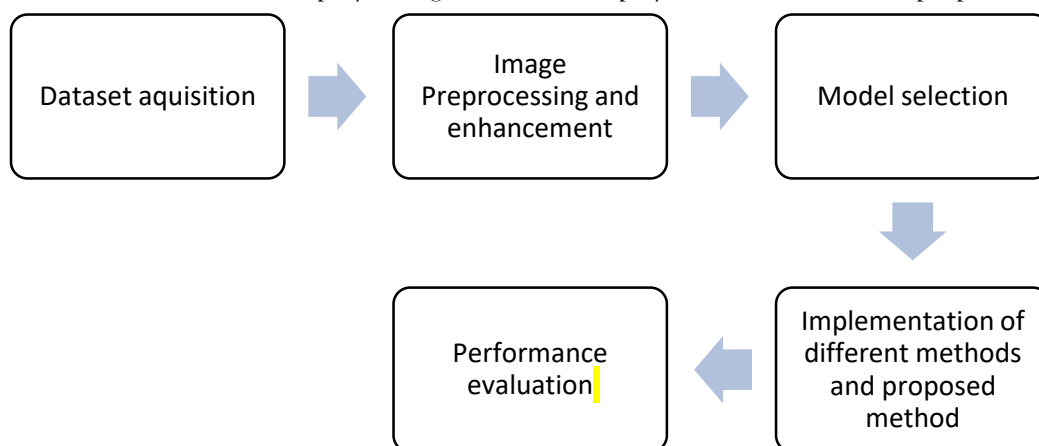 Dataset aquisition
Image
Preprocessing and
enhancement
Model selection
Implementation of
different methods
and proposed
method
Performance
evaluation